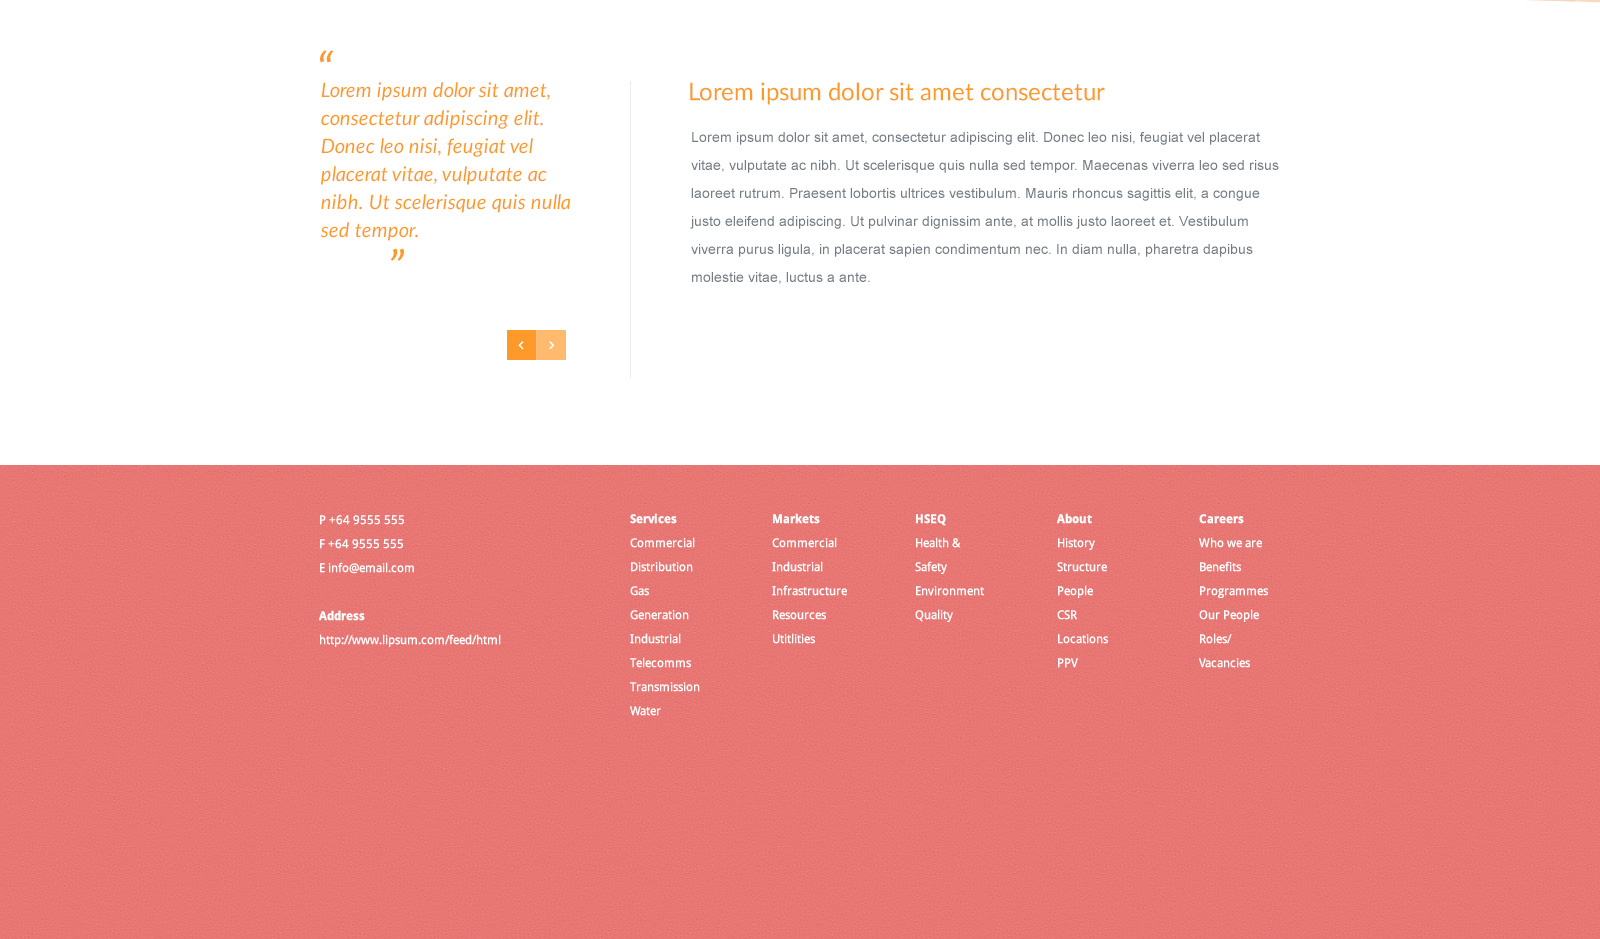 “
Lorem ipsum dolor sit amet,
consectetur adipiscing elit.
Donec leo nisi, feugiat vel
placerat vitae, vulputate ac
nibh. Ut scelerisque quis nulla
sed tempor.
”
Lorem ipsum dolor sit amet consectetur
Lorem ipsum dolor sit amet, consectetur adipiscing elit. Donec leo nisi, feugiat vel placerat
vitae, vulputate ac nibh. Ut scelerisque quis nulla sed tempor. Maecenas viverra leo sed risus
laoreet rutrum. Praesent lobortis ultrices vestibulum. Mauris rhoncus sagittis elit, a congue
justo eleifend adipiscing. Ut pulvinar dignissim ante, at mollis justo laoreet et. Vestibulum
viverra purus ligula, in placerat sapien condimentum nec. In diam nulla, pharetra dapibus
molestie vitae, luctus a ante.
P +64 9555 555
F +64 9555 555
E info@email.com
Address
http://www.lipsum.com/feed/html
Services
Commercial
Distribution
Gas
Generation
Industrial
Telecomms
Transmission
Water
Markets
Commercial
Industrial
Infrastructure
Resources
Utitlities
HSEQ
Health &
Safety
Environment
Quality
About
History
Structure
People
CSR
Locations
PPV
Careers
Who we are
Benefits
Programmes
Our People
Roles/
Vacancies